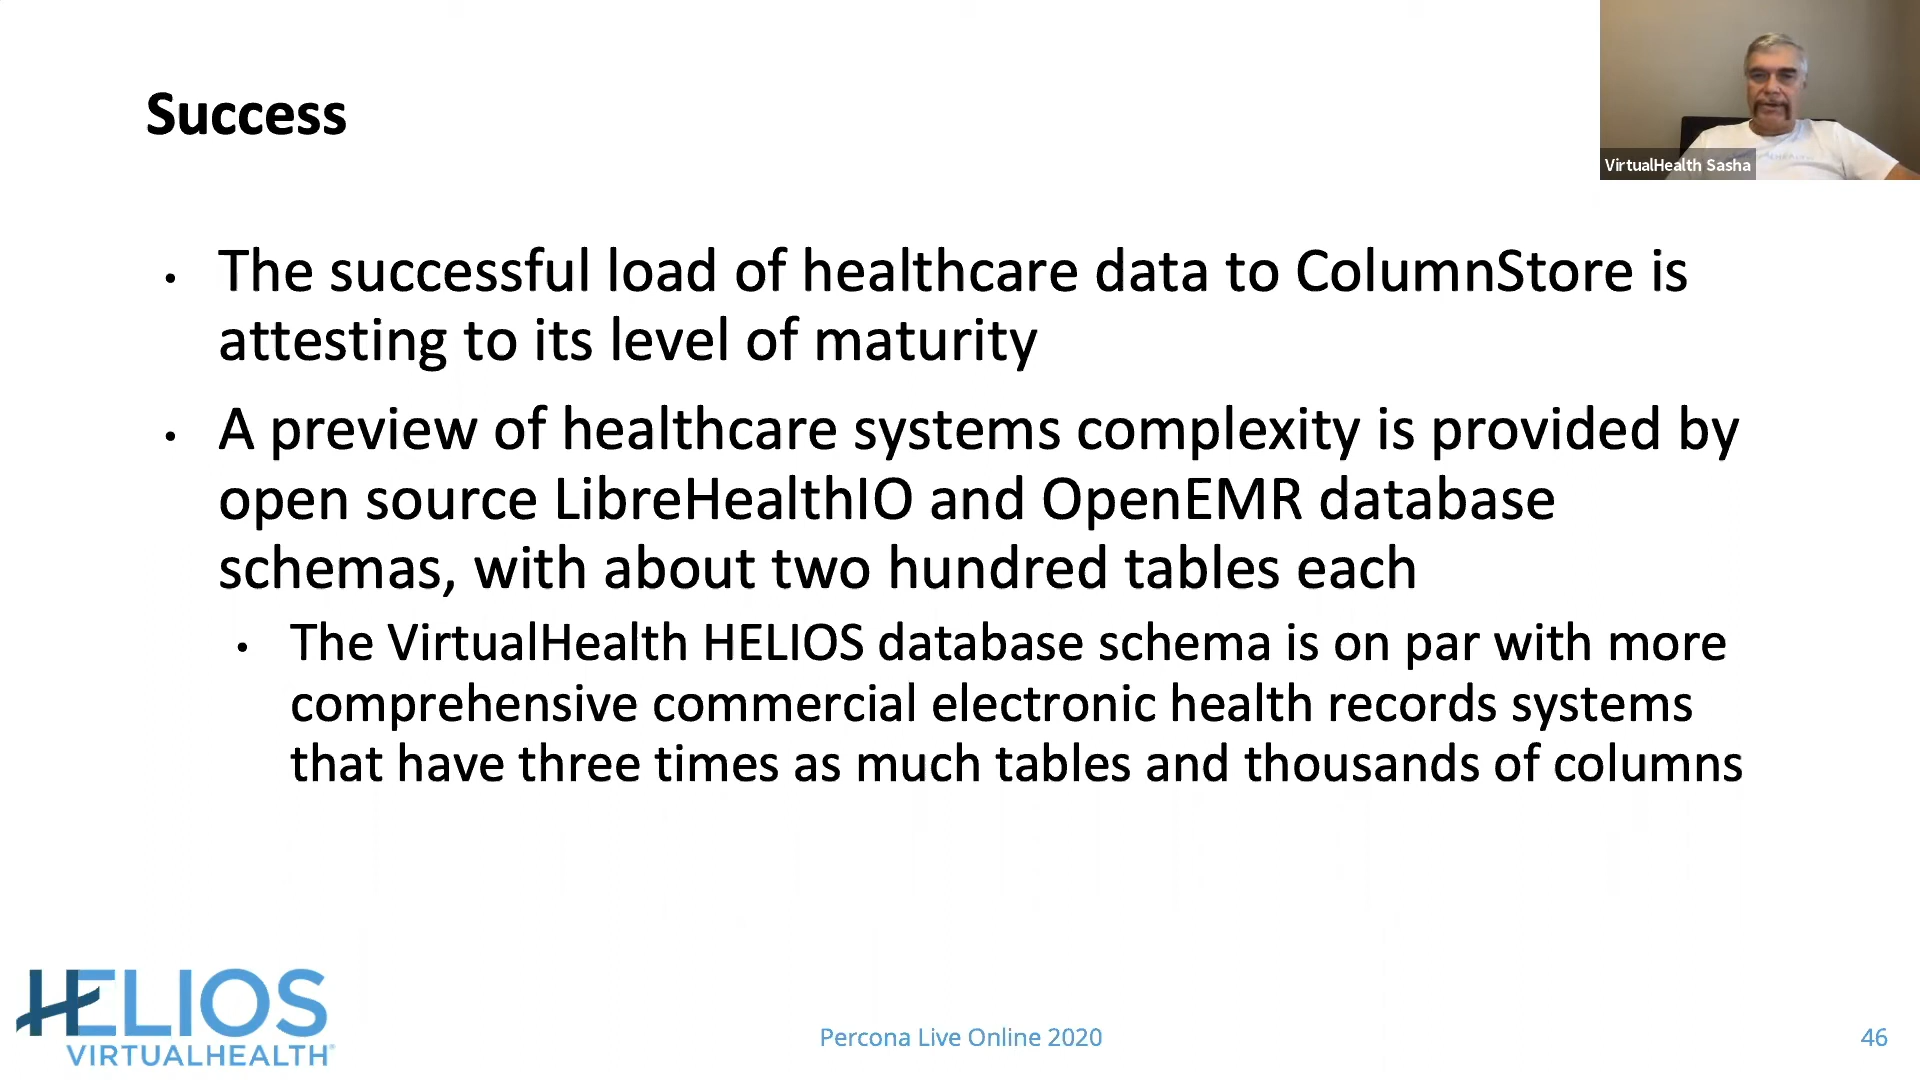 Success
VirtualHealth Sasha
• The successful load of healthcare data to ColumnStore is
attesting to its level of maturity
• A preview of healthcare systems complexity is provided by
open source LibreHealthIO and OpenEMR database
schemas, with about two hundred tables each
• The VirtualHealth HELIOS database schema is on par with more
comprehensive commercial electronic health records systems
that have three times as much tables and thousands of columns
HELIOS
VIRTUALHEALTH
Percona Live Online 2020
46